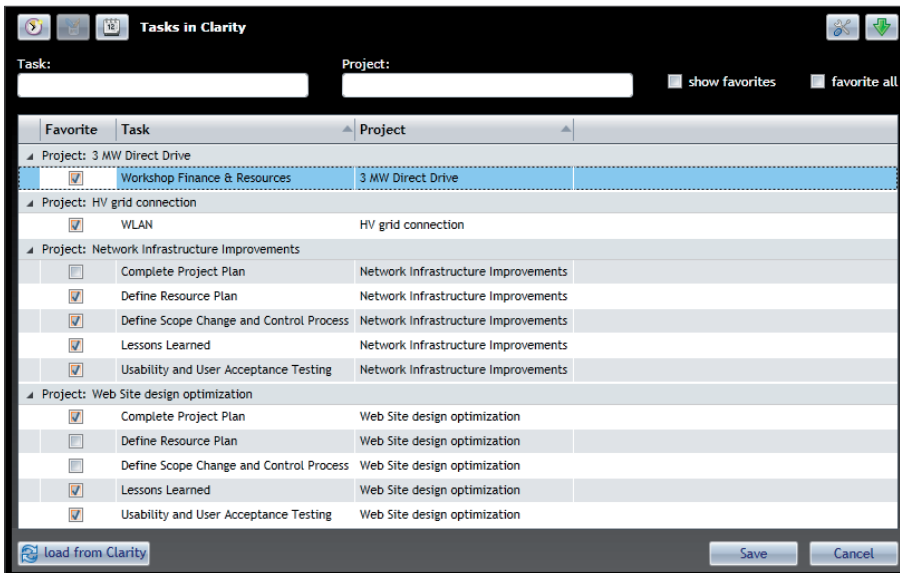 12 Tasks in Clarity
Task: Project:
show favorites favorite all
Favorite Task Project
Project: 3 MW Direct Drive
Workshop Finance & Resources 3 MW Direct Drive
Project: HV grid connection
WLAN HV grid connection
Project: Network Infrastructure Improvements
Complete Project Plan Network Infrastructure Improvements
Define Resource Plan Network Infrastructure Improvements
Define Scope Change and Control Process Network Infrastructure Improvements
Lessons Learned Network Infrastructure Improvements
Usability and User Acceptance Testing Network Infrastructure Improvements
Project: Web Site design optimization
Complete Project Plan Web Site design optimization
Define Resource Plan Web Site design optimization
Define Scope Change and Control Process Web Site design optimization
Lessons Learned Web Site design optimization
Usability and User Acceptance Testing Web Site design optimization
load from Clarity Save Cancel